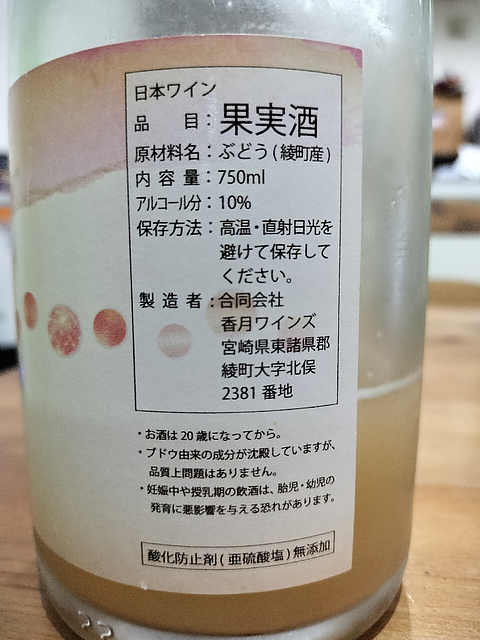 日本ワイン
品　　目：果実酒
原材料名：ぶどう(綾町産)
内 容 量：750ml
アルコール分：10%
保存方法：高温・直射日光を
避けて保存して
ください。
製 造 者：合同会社
香月ワインズ
宮崎県東諸県郡
綾町大字北俣
2381 番地
・お酒は20歳になってから。
・ブドウ由来の成分が沈殿していますが、
品質上問題はありません。
・妊娠中や授乳期の飲酒は、胎児・幼児の
発育に悪影響を与える恐れがあります。
酸化防止剤(亜硫酸塩)無添加
22